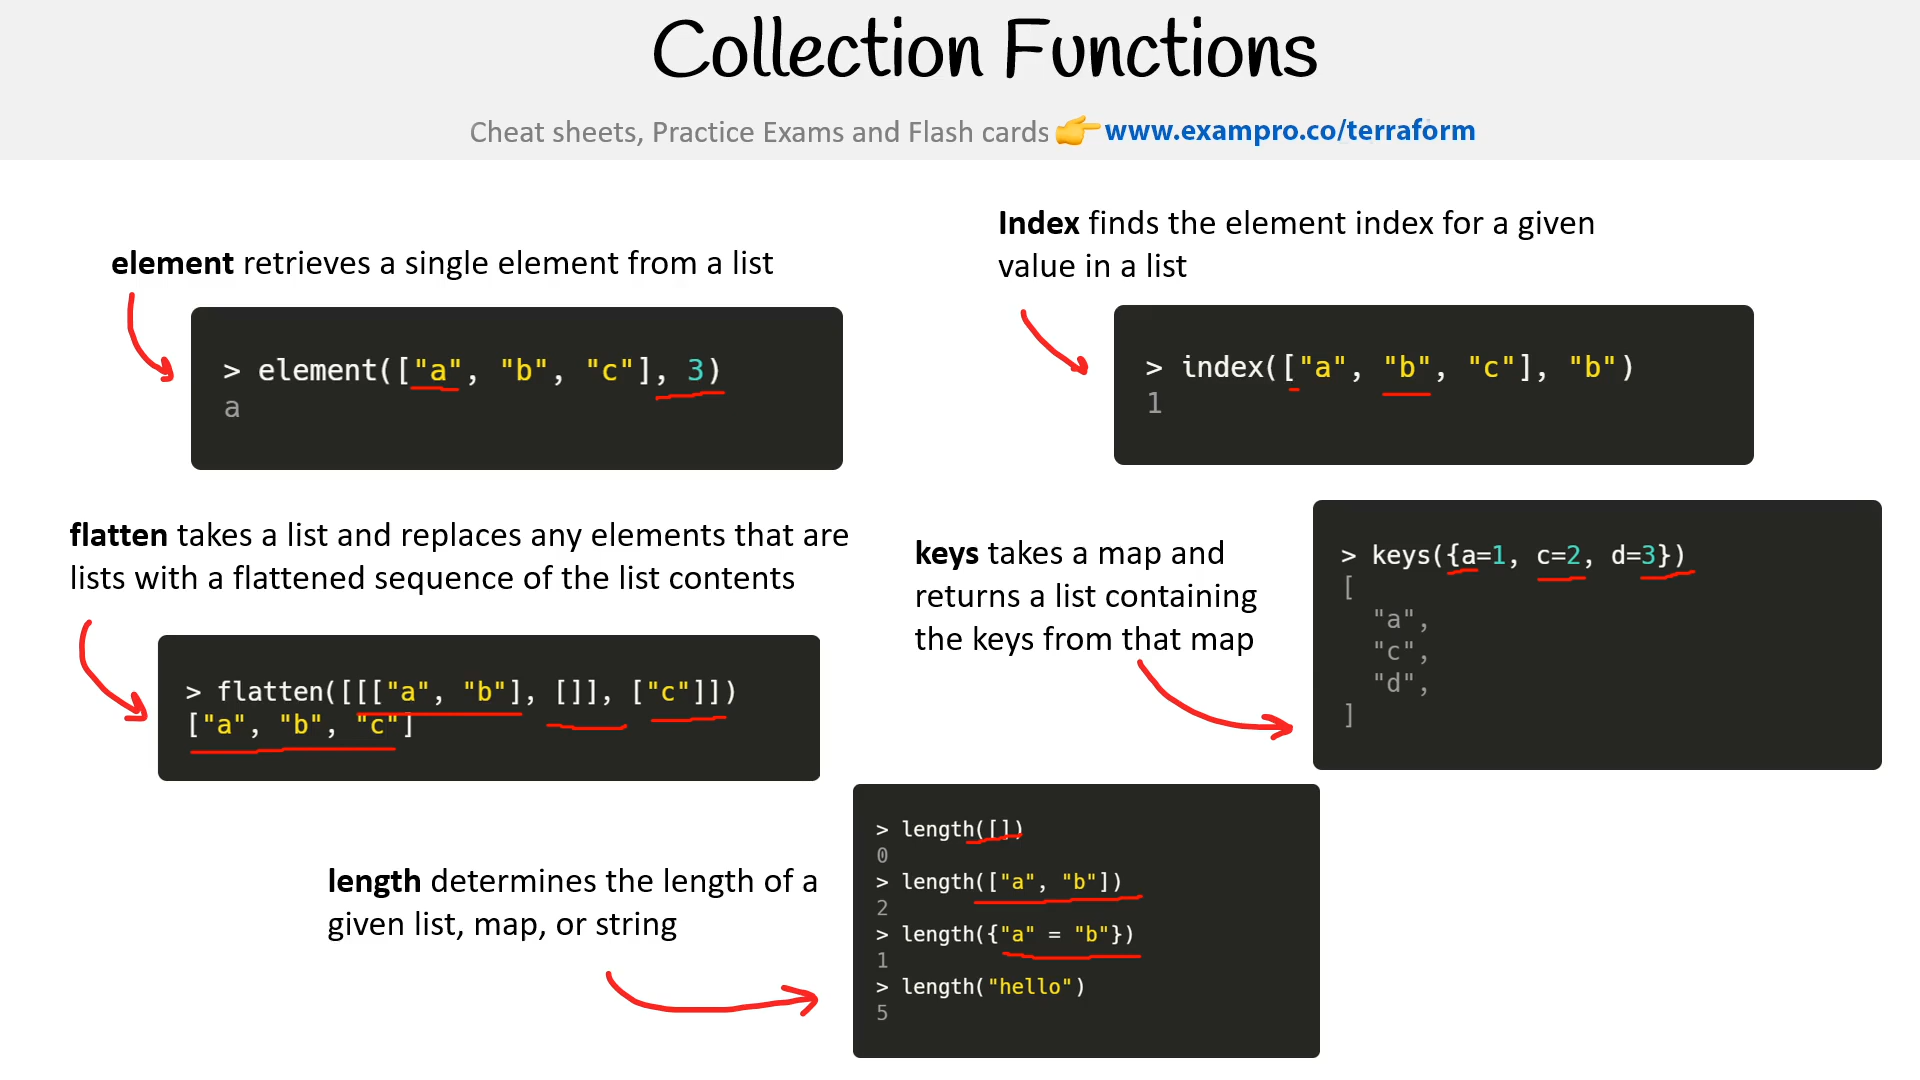 Collection Functions
Cheat sheets, Practice Exams and Flash cards 👉 www.exampro.co/terraform
element retrieves a single element from a list
> element(["a", "b", "c"], 3)
a
Index finds the element index for a given
value in a list
> index(["a", "b", "c"], "b")
1
flatten takes a list and replaces any elements that are
lists with a flattened sequence of the list contents
> flatten([[["a", "b"], []], ["c"]])
["a", "b", "c"]
keys takes a map and
returns a list containing
the keys from that map
> keys({a=1, c=2, d=3})
[
"a",
"c",
"d",
]
length determines the length of a
given list, map, or string
> length([])
0
> length(["a", "b"])
2
> length({"a" = "b"})
1
> length("hello")
5